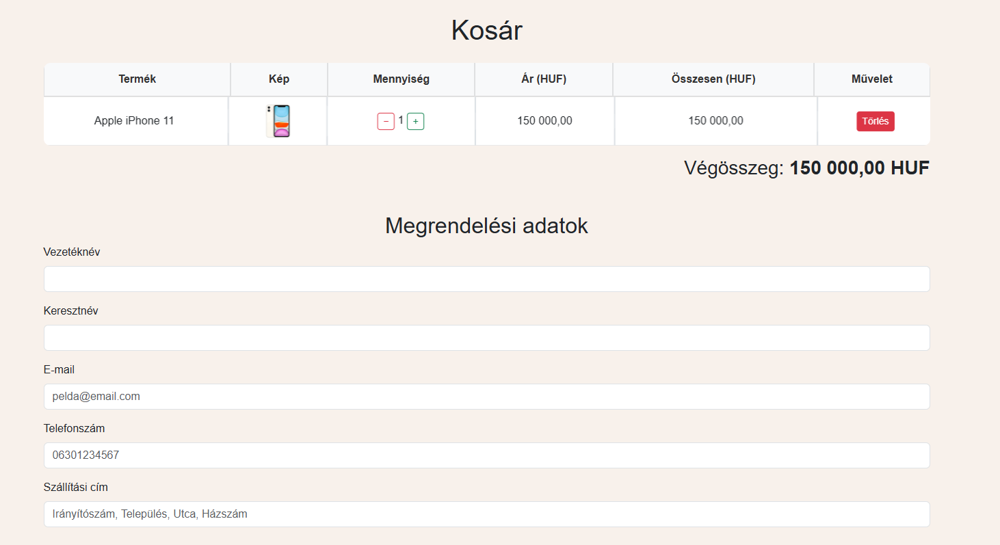 Kosár
Termék Kép Mennyiség Ár (HUF) Összesen (HUF) Művelet
Apple iPhone 11 − 1 + 150 000,00 150 000,00 Törlés
Végösszeg: 150 000,00 HUF
Megrendelési adatok
Vezetéknév
Keresztnév
E-mail
pelda@email.com
Telefonszám
06301234567
Szállítási cím
Irányítószám, Település, Utca, Házszám